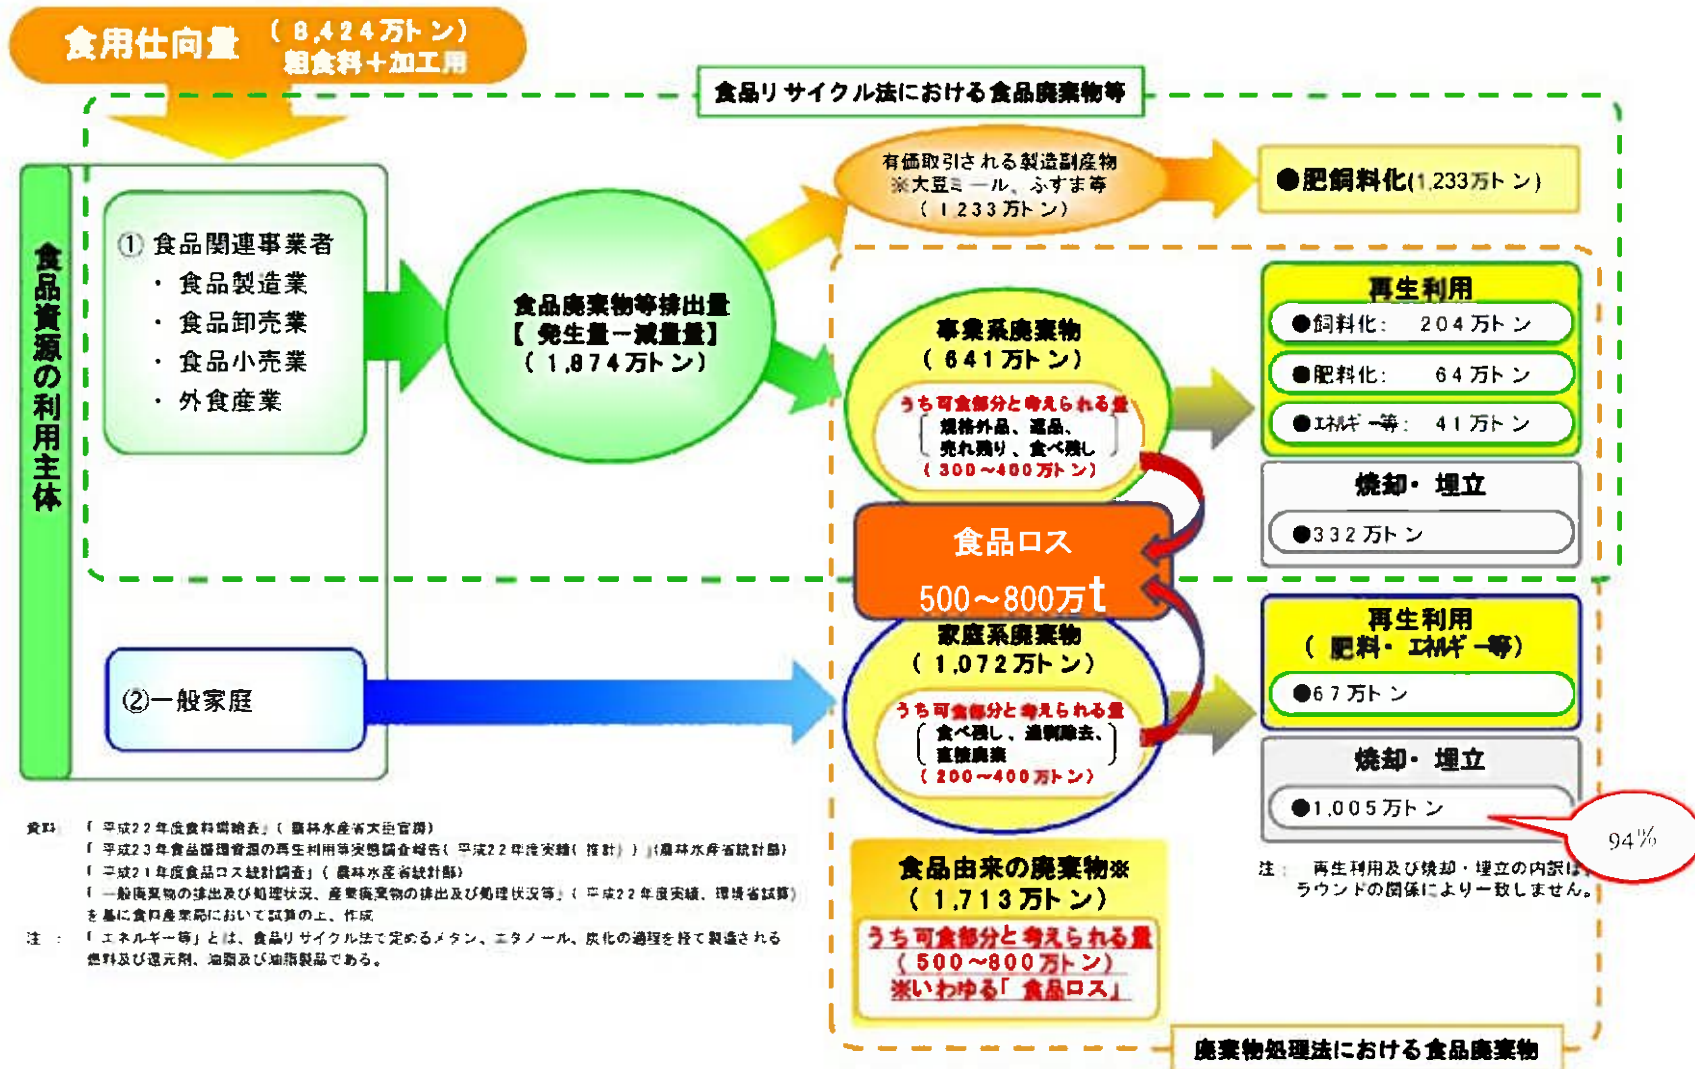 食用仕向量
(8,424万トン)
粗食料+加工用
食品リサイクル法における食品廃棄物等
食品資源の利用主体
① 食品関連事業者
・ 食品製造業
・ 食品卸売業
・ 食品小売業
・ 外食産業
食品廃棄物等排出量
【発生量-減量量】
(1,874万トン)
有価取引される製造副産物
※大豆ミール、ふすま等
(1,233万トン)
●肥飼料化(1,233万トン)
事業系廃棄物
(641万トン)
うち可食部分と考えられる量
規格外品、返品、
売れ残り、食べ残し
(300~400万トン)
再生利用
●飼料化: 204万トン
●肥料化: 64万トン
●エネルギー等: 41万トン
焼却・埋立
●332万トン
食品ロス
500~800万t
②一般家庭
家庭系廃棄物
(1,072万トン)
うち可食部分と考えられる量
食べ残し、過剰除去、
直接廃棄
(200~400万トン)
再生利用
(肥料・エネルギー等)
●67万トン
焼却・埋立
●1,005万トン
94%
注: 再生利用及び焼却・埋立の内訳は
ラウンドの関係により一致しません。
食品由来の廃棄物※
(1,713万トン)
うち可食部分と考えられる量
(500~800万トン)
※いわゆる「食品ロス」
廃棄物処理法における食品廃棄物
資料: 「平成22年度食料需給表」(農林水産省大臣官房)
「平成23年食品循環資源の再生利用等実態調査報告(平成22年度実績(推計))」(農林水産省統計部)
「平成21年度食品ロス統計調査」(農林水産省統計部)
「一般廃棄物の排出及び処理状況、産業廃棄物の排出及び処理状況等」(平成22年度実績、環境省試算)
を基に食料産業局において試算の上、作成
注: 「エネルギー等」とは、食品リサイクル法で定めるメタン、エタノール、炭化の過程を経て製造される
燃料及び還元剤、油脂及び油脂製品である。